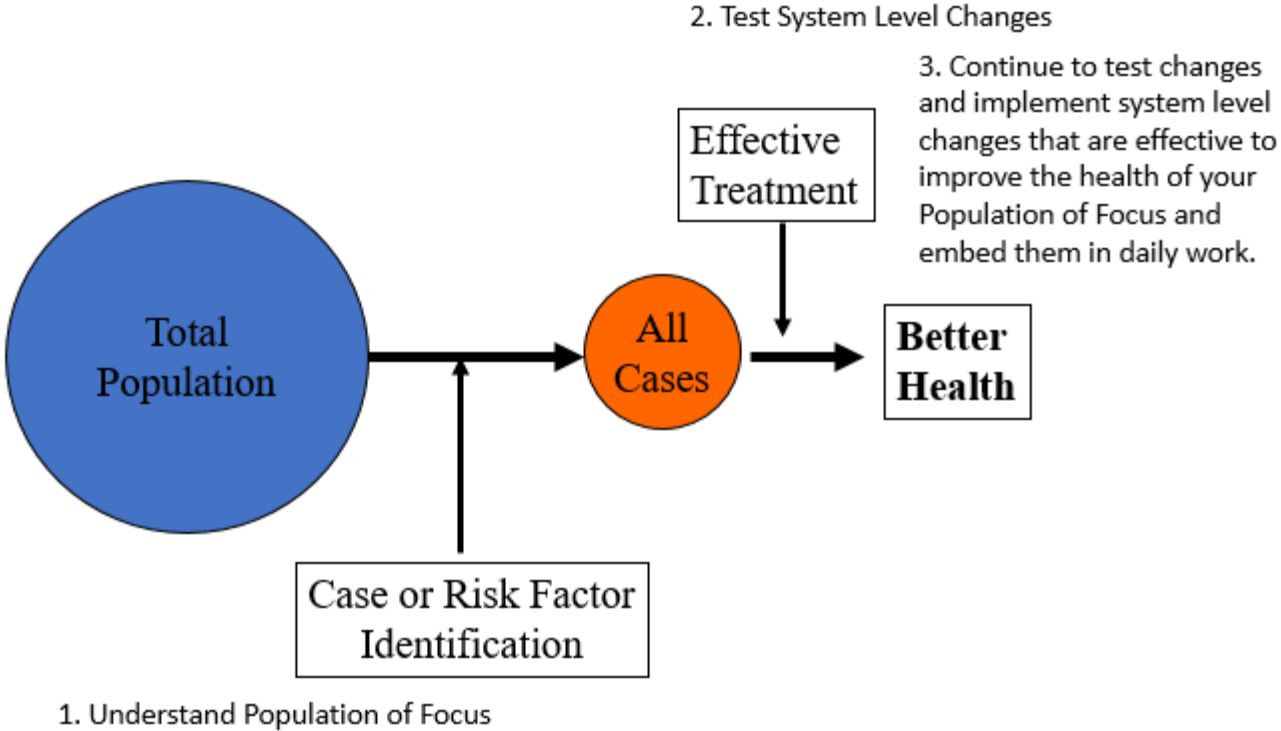 2. Test System Level Changes
3. Continue to test changes
and implement system level
changes that are effective to
improve the health of your
Population of Focus and
embed them in daily work.
Effective
Treatment
Total
Population
All
Cases
Better
Health
Case or Risk Factor
Identification
1. Understand Population of Focus